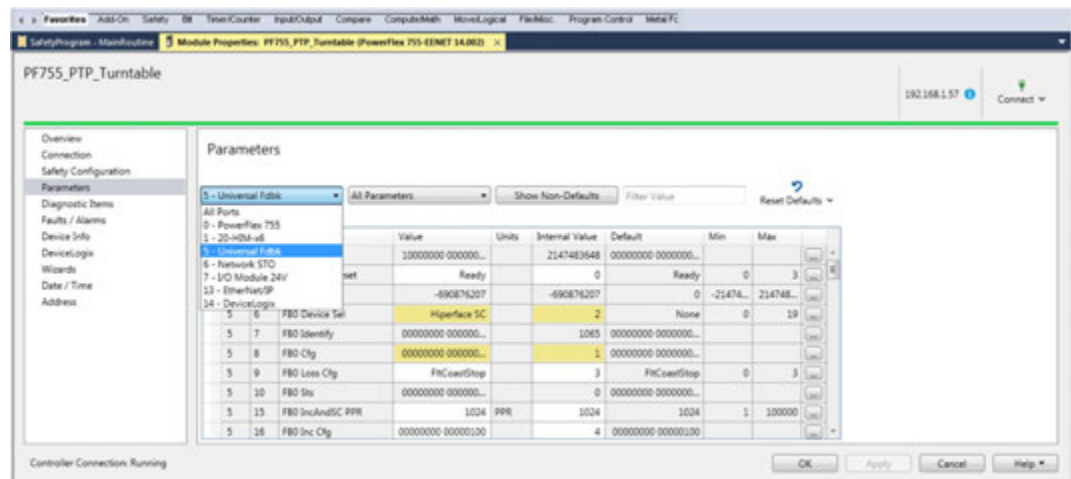 Favorites Add-On Safety Bit Timer/Counter Input/Output Compare Compute/Math Move/Logical File/Misc. Program Control Metal Fc
SafetyProgram - MainRoutine Module Properties: PF755_PTP_Turntable (PowerFlex 755-EENET 14.002) ×
PF755_PTP_Turntable
192.168.1.57 Connect
Overview
Connection
Safety Configuration
Parameters
Diagnostic Items
Faults / Alarms
Device Info
DeviceLogix
Wizards
Date / Time
Address
Parameters
5 - Universal Fdbk All Parameters Show Non-Defaults Filter Value Reset Defaults
All Ports
0 - PowerFlex 755
1 - 20-HIM-x6
5 - Universal Fdbk
6 - Network STO
7 - I/O Module 24V
13 - EtherNet/IP
14 - DeviceLogix
Value Units Internal Value Default Min Max
10000000 000000... 2147483648 00000000 000000... ...
set Ready 0 Ready 0 3 ...
-690876207 -690876207 0 -21474... 214748... ...
5 6 FB0 Device Sel Hiperface SC 2 None 0 19 ...
5 7 FB0 Identify 00000000 000000... 1065 00000000 000000... ...
5 8 FB0 Cfg 00000000 000000... 1 00000000 000000... ...
5 9 FB0 Loss Cfg FltCoastStop 3 FltCoastStop 0 3 ...
5 10 FB0 Sts 00000000 000000... 0 00000000 000000... ...
5 15 FB0 IncAndSC PPR 1024 PPR 1024 1024 1 100000 ...
5 16 FB0 Inc Cfg 00000000 00000100 4 00000000 00000100 ...
Controller Connection: Running OK Apply Cancel Help